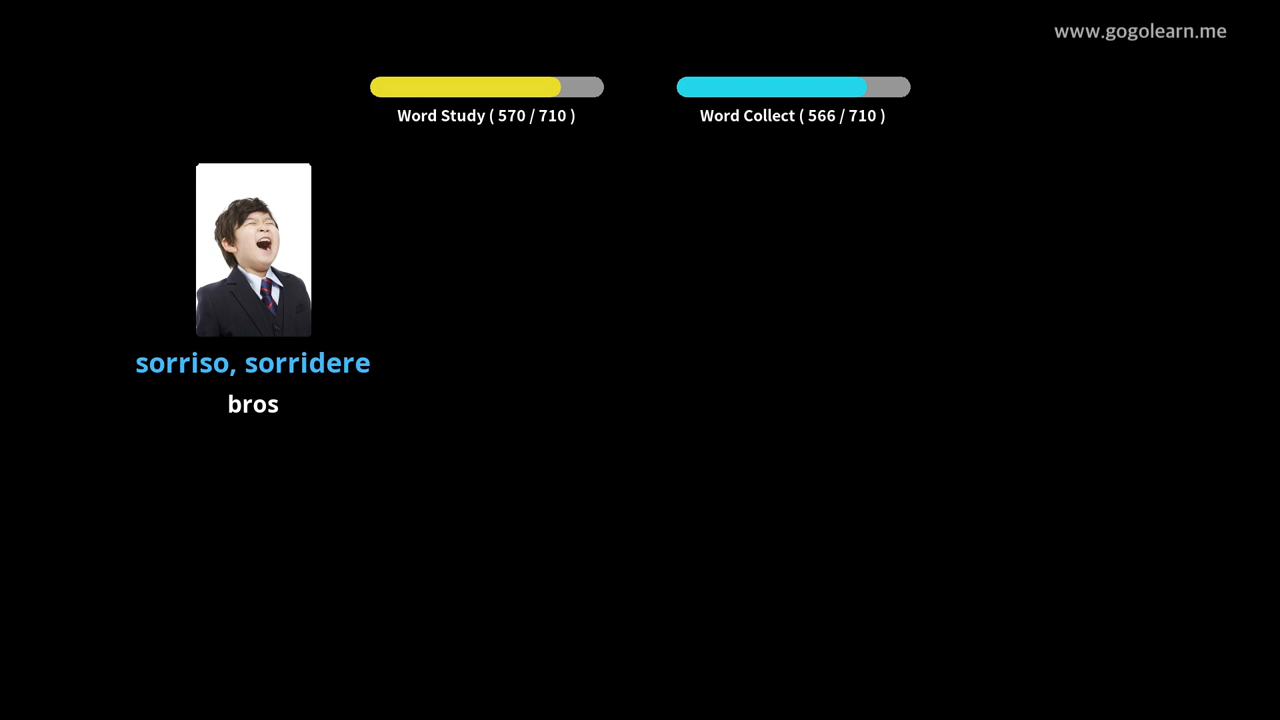 www.gogolearn.me
Word Study ( 570 / 710 )
Word Collect ( 566 / 710 )
sorriso, sorridere
bros